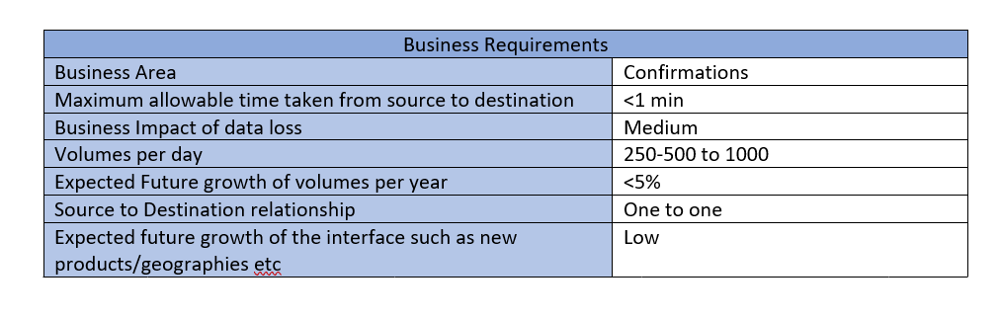 Business Requirements
Business Area Confirmations
Maximum allowable time taken from source to destination <1 min
Business Impact of data loss Medium
Volumes per day 250-500 to 1000
Expected Future growth of volumes per year <5%
Source to Destination relationship One to one
Expected future growth of the interface such as new Low
products/geographies etc